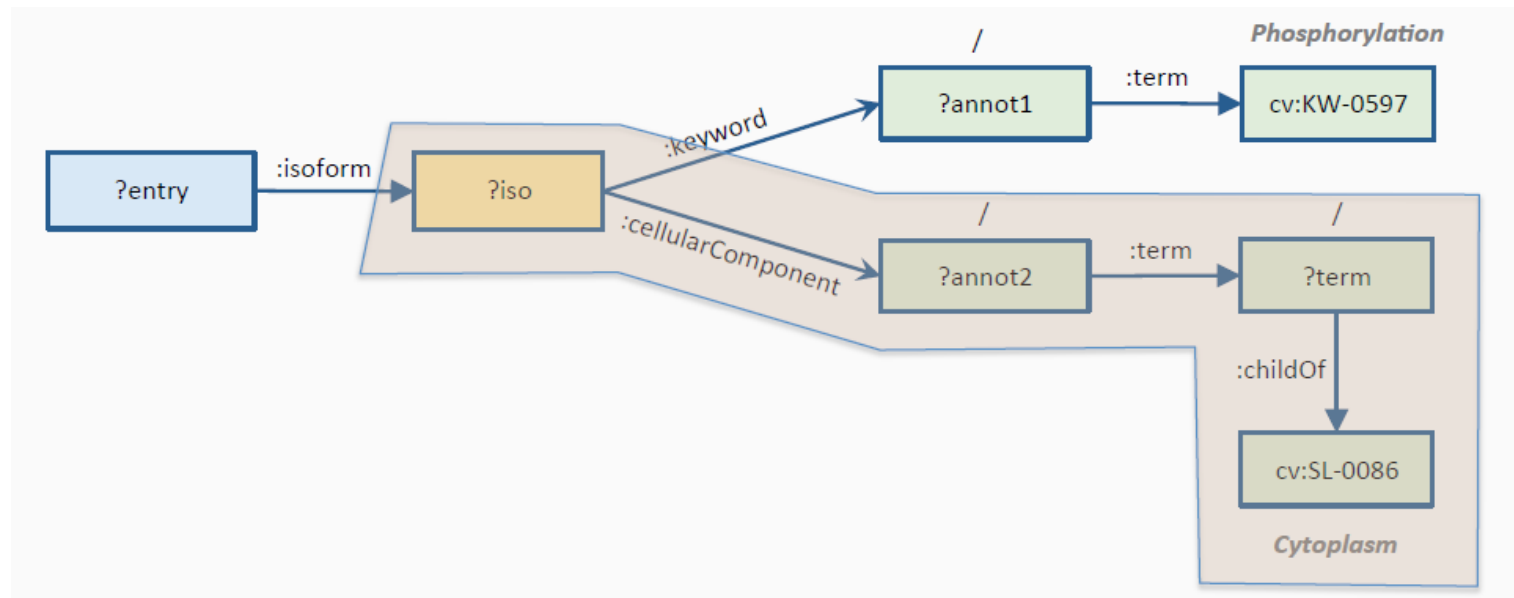 /
Phosphorylation
?annot1
:term
cv:KW-0597
:keyword
?entry
:isoform
?iso
:cellularComponent
/
/
?annot2
:term
?term
:childOf
cv:SL-0086
Cytoplasm